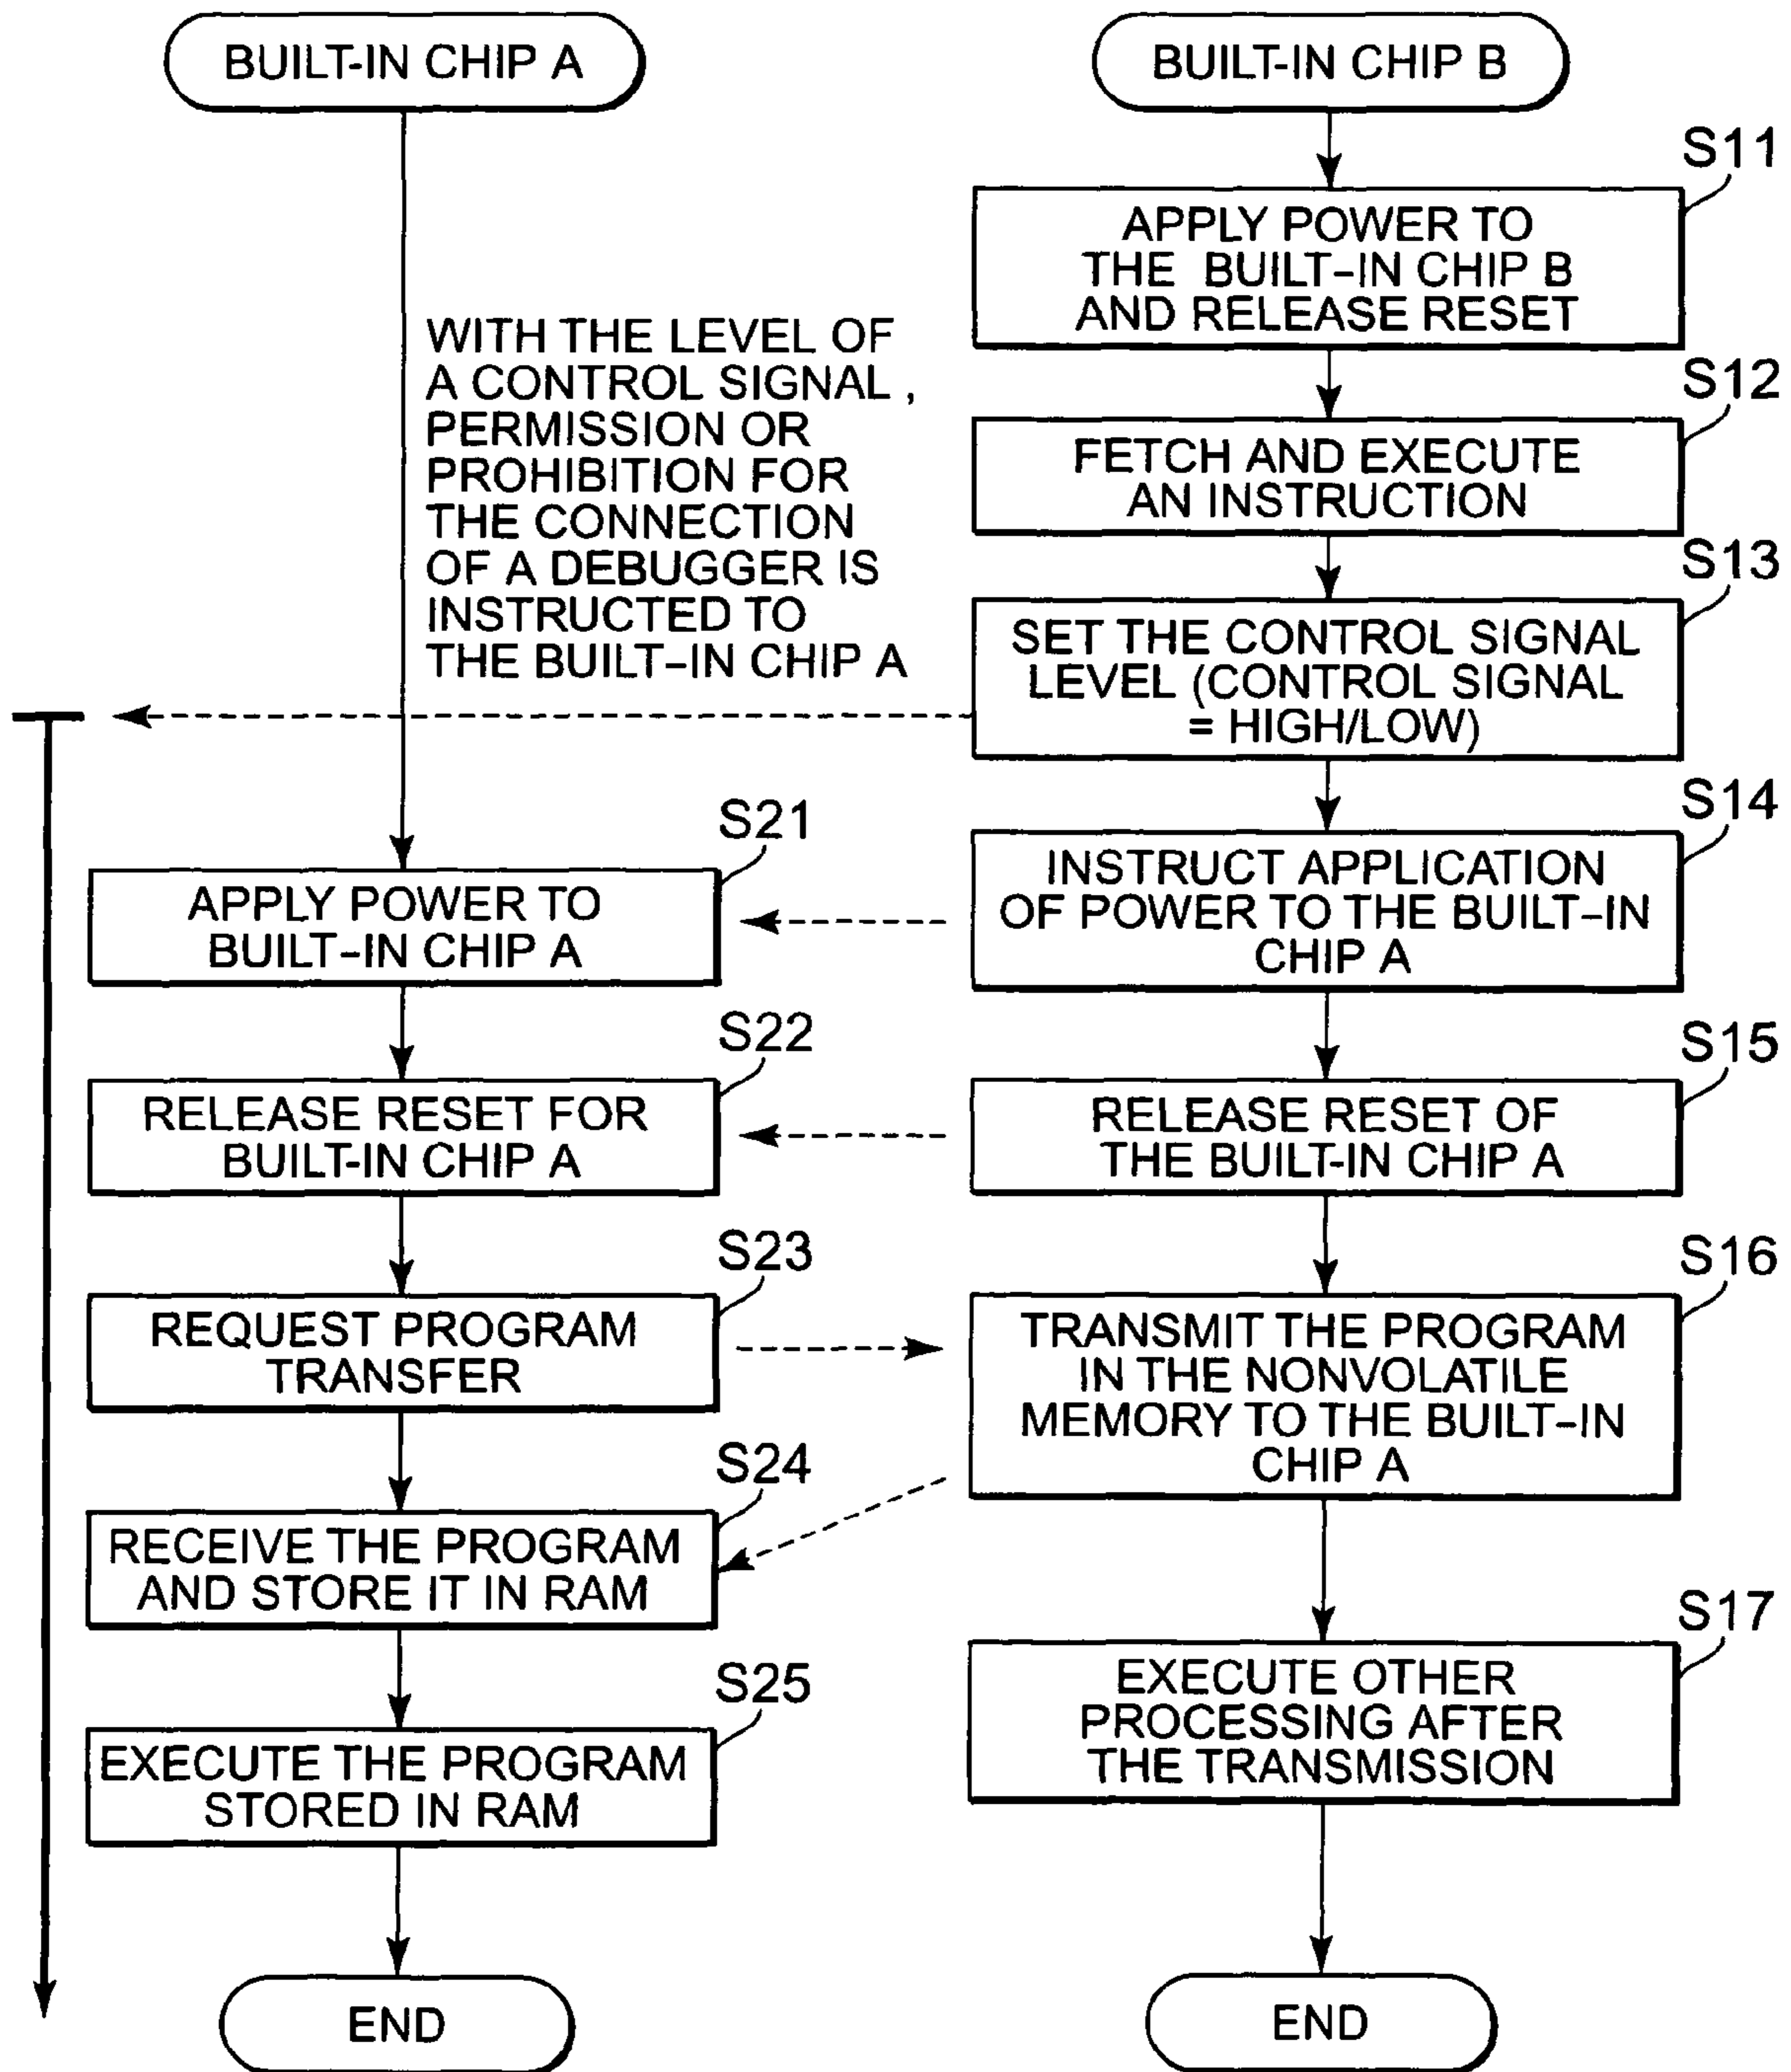 BUILT-IN CHIP A
BUILT-IN CHIP B
S11
APPLY POWER TO
THE BUILT-IN CHIP B
AND RELEASE RESET
WITH THE LEVEL OF
A CONTROL SIGNAL,
PERMISSION OR
PROHIBITION FOR
THE CONNECTION
OF A DEBUGGER IS
INSTRUCTED TO
THE BUILT-IN CHIP A
S12
FETCH AND EXECUTE
AN INSTRUCTION
S13
SET THE CONTROL SIGNAL
LEVEL (CONTROL SIGNAL
= HIGH/LOW)
S21
APPLY POWER TO
BUILT-IN CHIP A
S14
INSTRUCT APPLICATION
OF POWER TO THE BUILT-IN
CHIP A
S22
RELEASE RESET FOR
BUILT-IN CHIP A
S15
RELEASE RESET OF
THE BUILT-IN CHIP A
S23
REQUEST PROGRAM
TRANSFER
S16
TRANSMIT THE PROGRAM
IN THE NONVOLATILE
MEMORY TO THE BUILT-IN
CHIP A
S24
RECEIVE THE PROGRAM
AND STORE IT IN RAM
S17
EXECUTE OTHER
PROCESSING AFTER
THE TRANSMISSION
S25
EXECUTE THE PROGRAM
STORED IN RAM
END
END